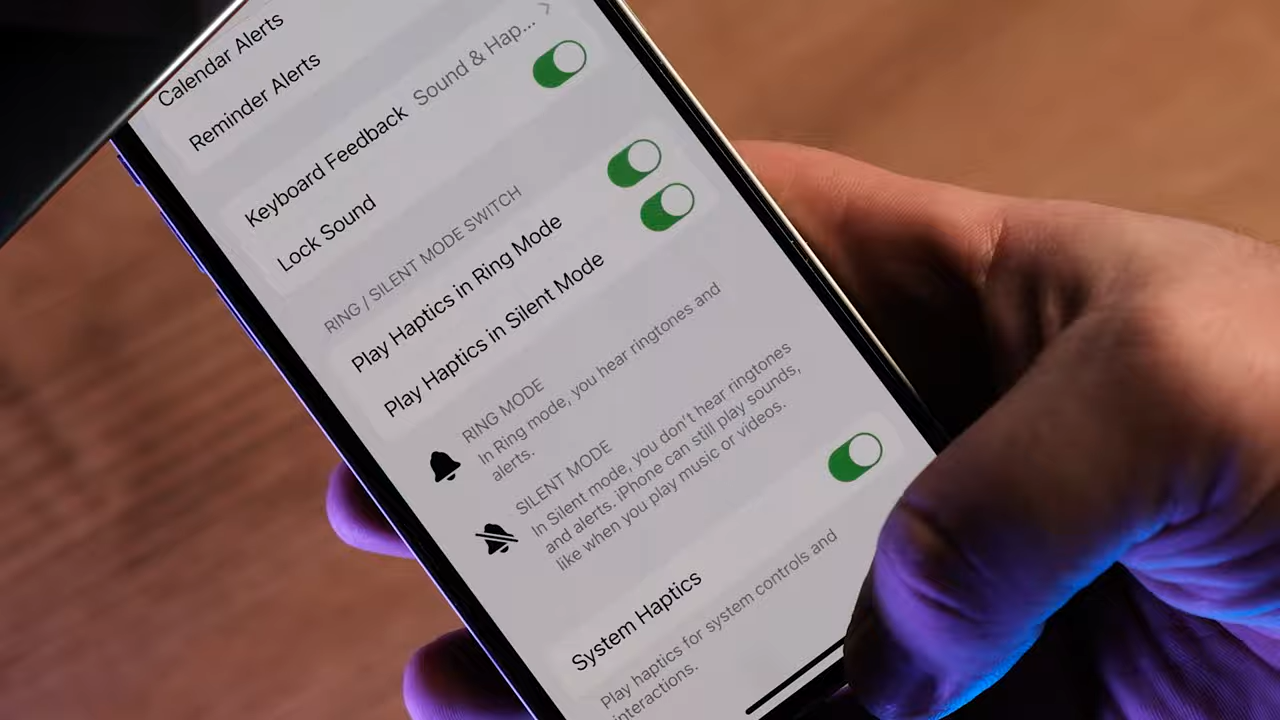 Calendar Alerts
Reminder Alerts
Keyboard Feedback Sound & Hap...
Lock Sound
RING / SILENT MODE SWITCH
Play Haptics in Ring Mode
Play Haptics in Silent Mode
RING MODE
In Ring mode, you hear ringtones and
alerts.
SILENT MODE
In Silent mode, you don't hear ringtones
and alerts. iPhone can still play sounds,
like when you play music or videos.
System Haptics
Play haptics for system controls and
interactions.